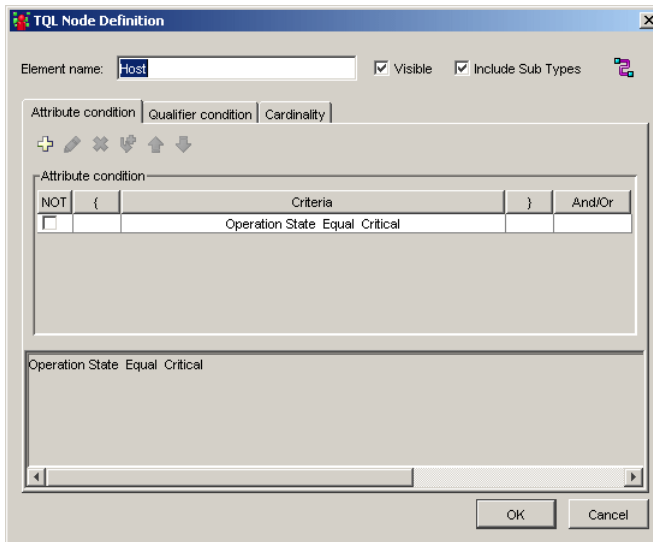 TQL Node Definition
Element name: Host Visible Include Sub Types
Attribute condition Qualifier condition Cardinality
Attribute condition
NOT { Criteria } And/Or
Operation State Equal Critical
Operation State Equal Critical
OK Cancel